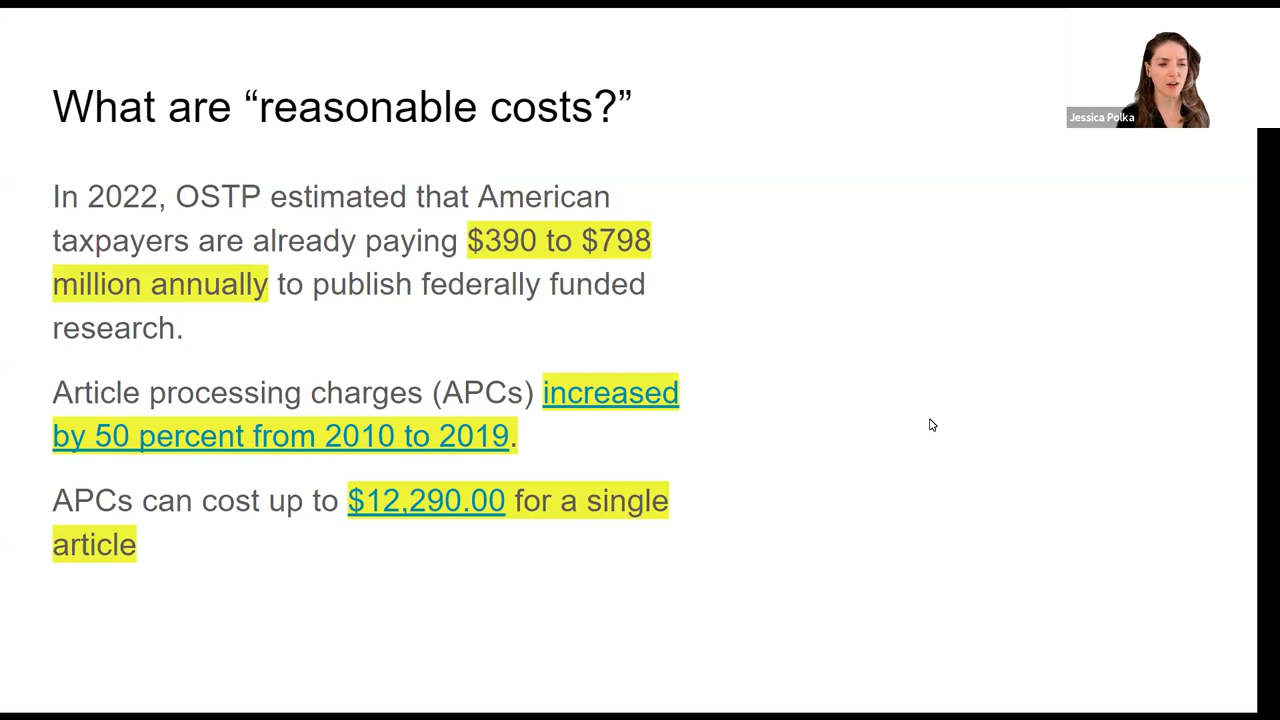 What are “reasonable costs?”
Jessica Polka
In 2022, OSTP estimated that American
taxpayers are already paying $390 to $798
million annually to publish federally funded
research.
Article processing charges (APCs) increased
by 50 percent from 2010 to 2019.
APCs can cost up to $12,290.00 for a single
article